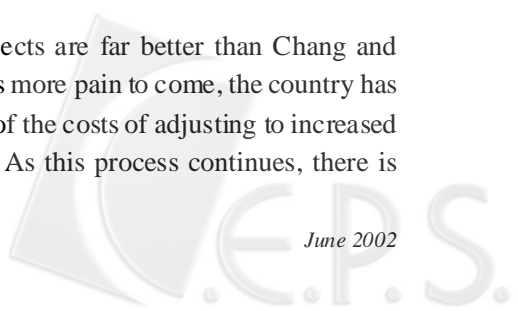 ects are far better than Chang and
s more pain to come, the country has
of the costs of adjusting to increased
As this process continues, there is
June 2002
C.E.P.S.